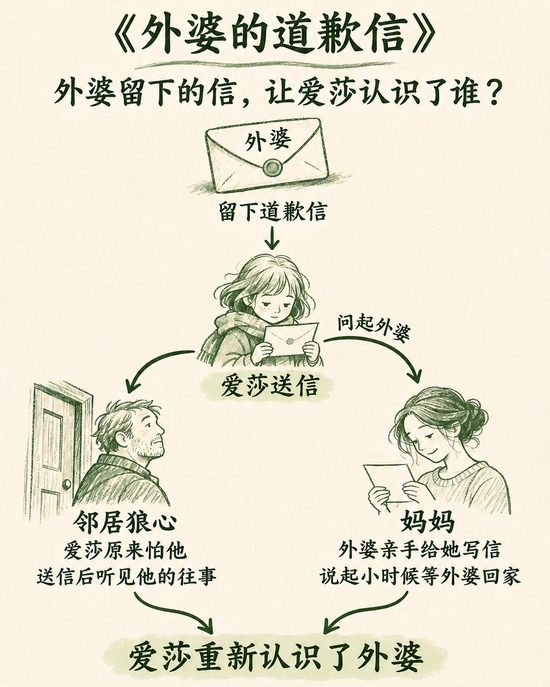 《外婆的道歉信》
外婆留下的信，让爱莎认识了谁？
外婆
留下道歉信
问起外婆
爱莎送信
邻居狼心
爱莎原来怕他
送信后听见他的往事
妈妈
外婆亲手给她写信
说起小时候等外婆回家
爱莎重新认识了外婆